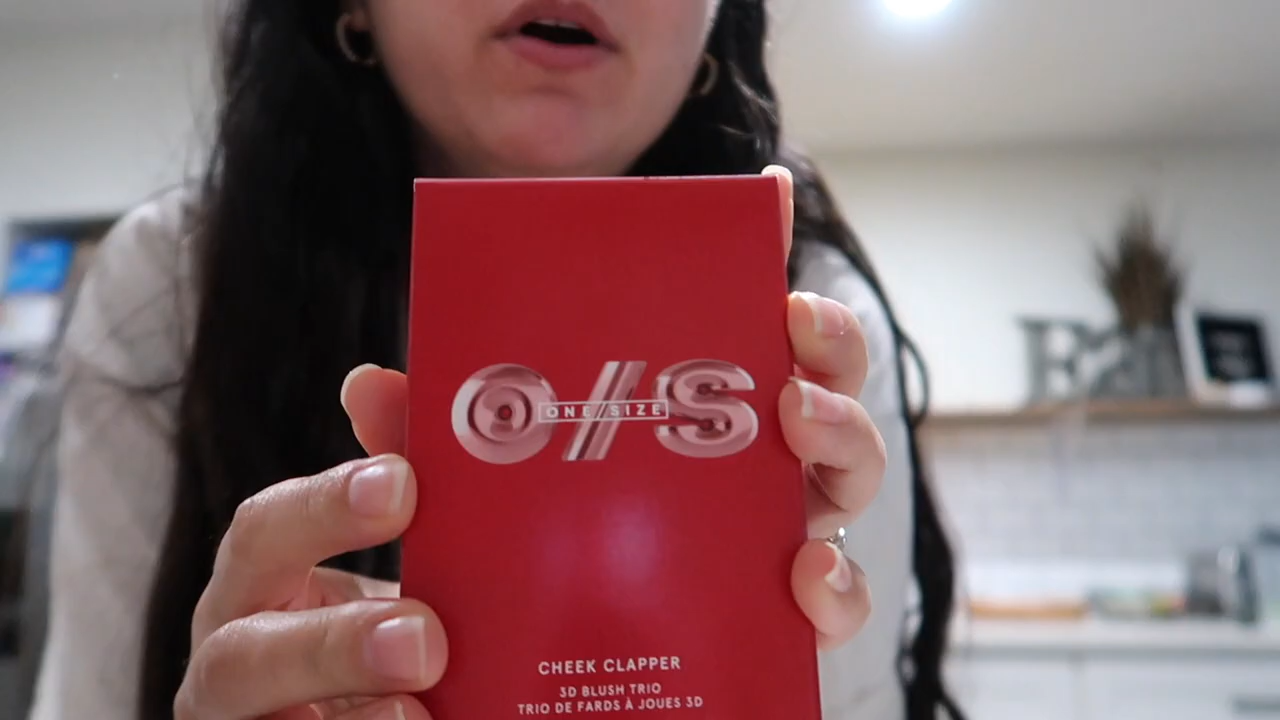 O/S
ONE/SIZE
CHEEK CLAPPER
3D BLUSH TRIO
TRIO DE FARDS À JOUES 3D